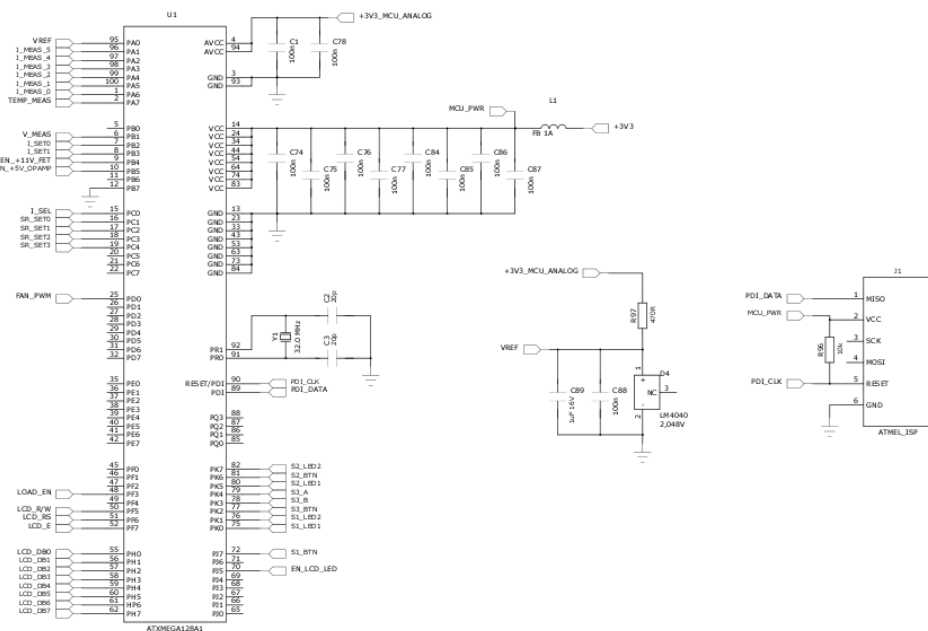 U1
ATXMEGA128A1
VREF 95 PA0
I_MEAS_5 96 PA1
I_MEAS_4 97 PA2
I_MEAS_3 98 PA3
I_MEAS_2 99 PA4
I_MEAS_1 100 PA5
I_MEAS_0 1 PA6
TEMP_MEAS 2 PA7
5 PB0
V_MEAS 6 PB1
I_SET0 7 PB2
I_SET1 8 PB3
EN_+11V_FET 9 PB4
N_+5V_OPAMP 10 PB5
11 PB6
12 PB7
I_SEL 15 PC0
SR_SET0 16 PC1
SR_SET1 17 PC2
SR_SET2 18 PC3
SR_SET3 19 PC4
20 PC5
21 PC6
22 PC7
FAN_PWM 25 PD0
26 PD1
27 PD2
28 PD3
29 PD4
30 PD5
31 PD6
32 PD7
35 PE0
36 PE1
37 PE2
38 PE3
39 PE4
40 PE5
41 PE6
42 PE7
45 PF0
46 PF1
47 PF2
LOAD_EN 48 PF3
49 PF4
LCD_R/W 50 PF5
LCD_RS 51 PF6
LCD_E 52 PF7
LCD_DB0 55 PH0
LCD_DB1 56 PH1
LCD_DB2 57 PH2
LCD_DB3 58 PH3
LCD_DB4 59 PH4
LCD_DB5 60 PH5
LCD_DB6 61 HP6
LCD_DB7 62 PH7
AVCC 4
AVCC 94
GND 3
GND 93
VCC 14
VCC 24
VCC 34
VCC 44
VCC 54
VCC 64
VCC 74
VCC 83
GND 13
GND 23
GND 33
GND 43
GND 53
GND 63
GND 73
GND 84
PR1 92
PR0 91
RESET/PDI 90 PDI_CLK
PDI 89 PDI_DATA
PQ3 88
PQ2 87
PQ1 86
PQ0 85
PK7 82 S2_LED2
PK6 81 S2_BTN
PK5 80 S2_LED1
PK4 79 S3_A
PK3 78 S3_B
PK2 77 S3_BTN
PK1 76 S1_LED2
PK0 75 S1_LED1
PJ7 72 S1_BTN
PJ6 71
PJ5 70 EN_LCD_LED
PJ4 69
PJ3 68
PJ2 67
PJ1 66
PJ0 65
+3V3_MCU_ANALOG
C1 100n
C78 100n
MCU_PWR
L1
FB 1A
+3V3
C74 100n
C75 100n
C76 100n
C77 100n
C84 100n
C85 100n
C86 100n
C87 100n
Y1 32.0 MHz
C2 20p
C3 20p
+3V3_MCU_ANALOG
R97 470R
VREF
C89 1uF 16V
C88 100n
1
+
D4
NC 3
-
2
LM4040
2,048V
J1
PDI_DATA 1 MISO
MCU_PWR 2 VCC
3 SCK
4 MOSI
PDI_CLK 5 RESET
6 GND
R96 10k
ATMEL_ISP